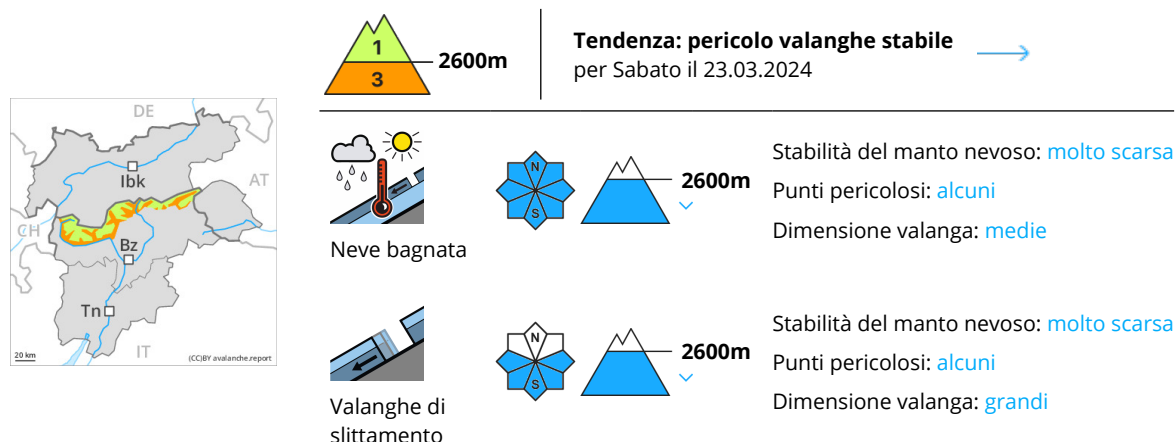 1
3
2600m
Tendenza: pericolo valanghe stabile
per Sabato il 23.03.2024
DE
Ibk
AT
CH
Bz
Tn
IT
20 km
(CC)BY avalanche.report
Neve bagnata
N
S
2600m
Stabilità del manto nevoso: molto scarsa
Punti pericolosi: alcuni
Dimensione valanga: medie
Valanghe di
slittamento
N
S
2600m
Stabilità del manto nevoso: molto scarsa
Punti pericolosi: alcuni
Dimensione valanga: grandi